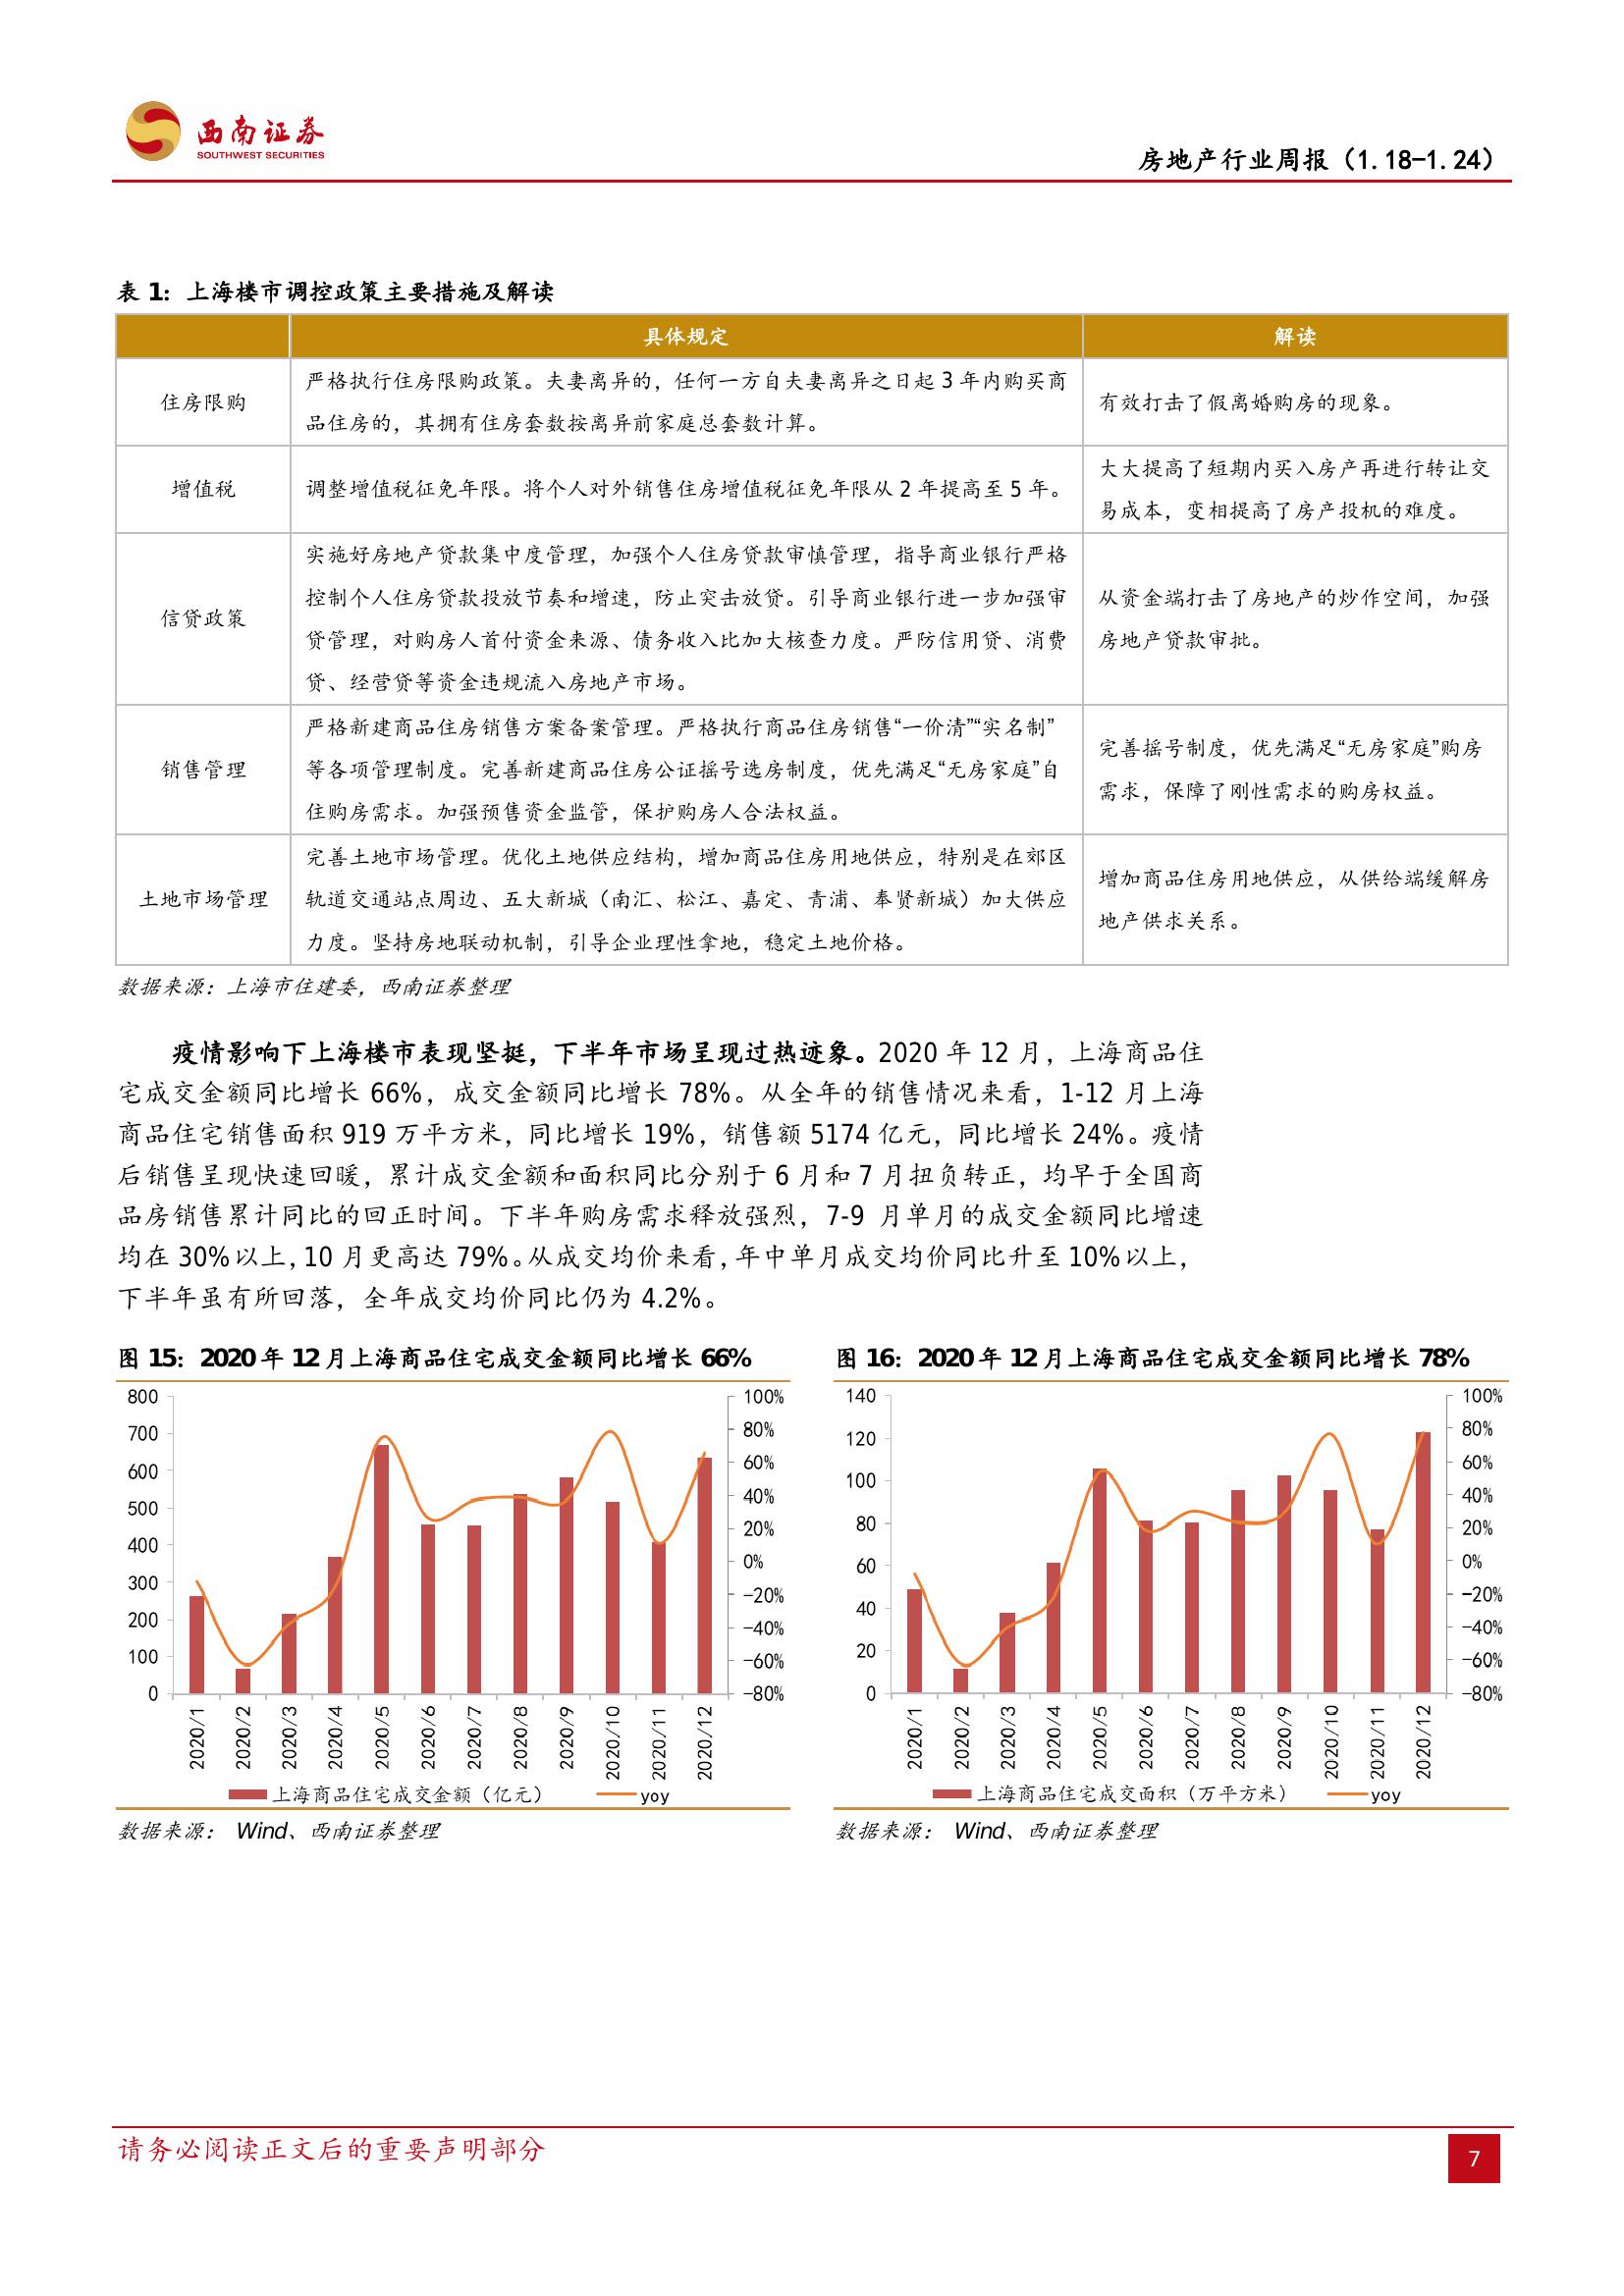 西南证券
SOUTHWEST SECURITIES
房地产行业周报（1.18-1.24）
表 1：上海楼市调控政策主要措施及解读
具体规定
解读
住房限购
严格执行住房限购政策。夫妻离异的，任何一方自夫妻离异之日起 3 年内购买商
品住房的，其拥有住房套数按离异前家庭总套数计算。
有效打击了假离婚购房的现象。
增值税
调整增值税征免年限。将个人对外销售住房增值税征免年限从 2 年提高至 5 年。
大大提高了短期内买入房产再进行转让交
易成本，变相提高了房产投机的难度。
信贷政策
实施好房地产贷款集中度管理，加强个人住房贷款审慎管理，指导商业银行严格
控制个人住房贷款投放节奏和增速，防止突击放贷。引导商业银行进一步加强审
贷管理，对购房人首付资金来源、债务收入比加大核查力度。严防信用贷、消费
贷、经营贷等资金违规流入房地产市场。
从资金端打击了房地产的炒作空间，加强
房地产贷款审批。
销售管理
严格新建商品住房销售方案备案管理。严格执行商品住房销售“一价清”“实名制”
等各项管理制度。完善新建商品住房公证摇号选房制度，优先满足“无房家庭”自
住购房需求。加强预售资金监管，保护购房人合法权益。
完善摇号制度，优先满足“无房家庭”购房
需求，保障了刚性需求的购房权益。
土地市场管理
完善土地市场管理。优化土地供应结构，增加商品住房用地供应，特别是在郊区
轨道交通站点周边、五大新城（南汇、松江、嘉定、青浦、奉贤新城）加大供应
力度。坚持房地联动机制，引导企业理性拿地，稳定土地价格。
增加商品住房用地供应，从供给端缓解房
地产供求关系。
数据来源：上海市住建委，西南证券整理
疫情影响下上海楼市表现坚挺，下半年市场呈现过热迹象。2020 年 12 月，上海商品住
宅成交金额同比增长 66%，成交金额同比增长 78%。从全年的销售情况来看，1-12 月上海
商品住宅销售面积 919 万平方米，同比增长 19%，销售额 5174 亿元，同比增长 24%。疫情
后销售呈现快速回暖，累计成交金额和面积同比分别于 6 月和 7 月扭负转正，均早于全国商
品房销售累计同比的回正时间。下半年购房需求释放强烈，7-9 月单月的成交金额同比增速
均在 30%以上，10 月更高达 79%。从成交均价来看，年中单月成交均价同比升至 10%以上，
下半年虽有所回落，全年成交均价同比仍为 4.2%。
图 15：2020 年 12 月上海商品住宅成交金额同比增长 66%
800
700
600
500
400
300
200
100
0
100%
80%
60%
40%
20%
0%
-20%
-40%
-60%
-80%
2020/1
2020/2
2020/3
2020/4
2020/5
2020/6
2020/7
2020/8
2020/9
2020/10
2020/11
2020/12
上海商品住宅成交金额（亿元）
yoy
数据来源： Wind、西南证券整理
图 16：2020 年 12 月上海商品住宅成交金额同比增长 78%
140
120
100
80
60
40
20
0
100%
80%
60%
40%
20%
0%
-20%
-40%
-60%
-80%
2020/1
2020/2
2020/3
2020/4
2020/5
2020/6
2020/7
2020/8
2020/9
2020/10
2020/11
2020/12
上海商品住宅成交面积（万平方米）
yoy
数据来源： Wind、西南证券整理
请务必阅读正文后的重要声明部分
7